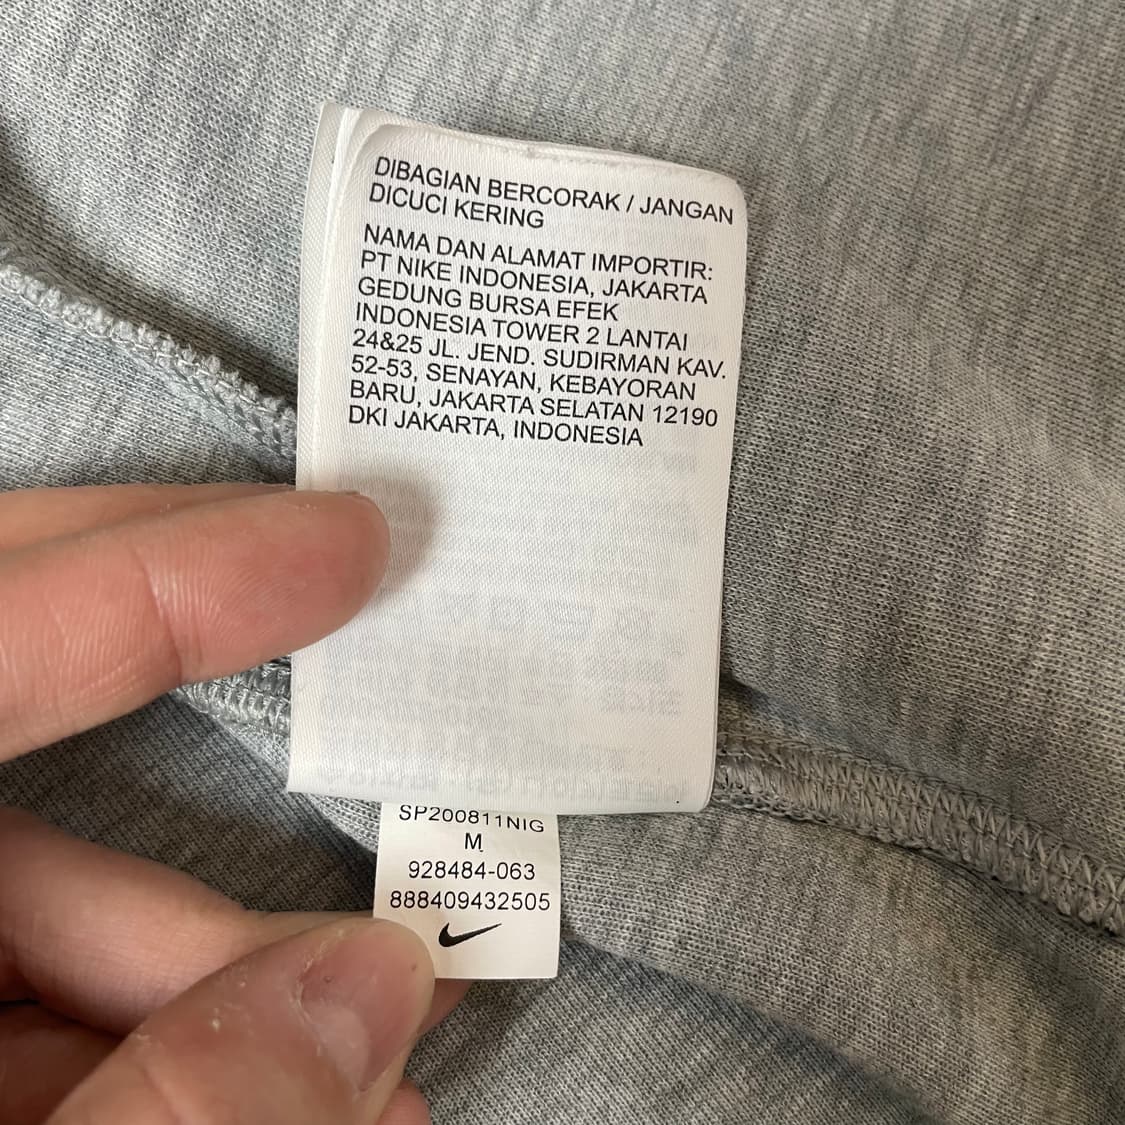 DIBAGIAN BERCORAK / JANGAN
DICUCI KERING
NAMA DAN ALAMAT IMPORTIR:
PT NIKE INDONESIA, JAKARTA
GEDUNG BURSA EFEK
INDONESIA TOWER 2 LANTAI
24&25 JL. JEND. SUDIRMAN KAV.
52-53, SENAYAN, KEBAYORAN
BARU, JAKARTA SELATAN 12190
DKI JAKARTA, INDONESIA
SP200811NIG
M
928484-063
888409432505